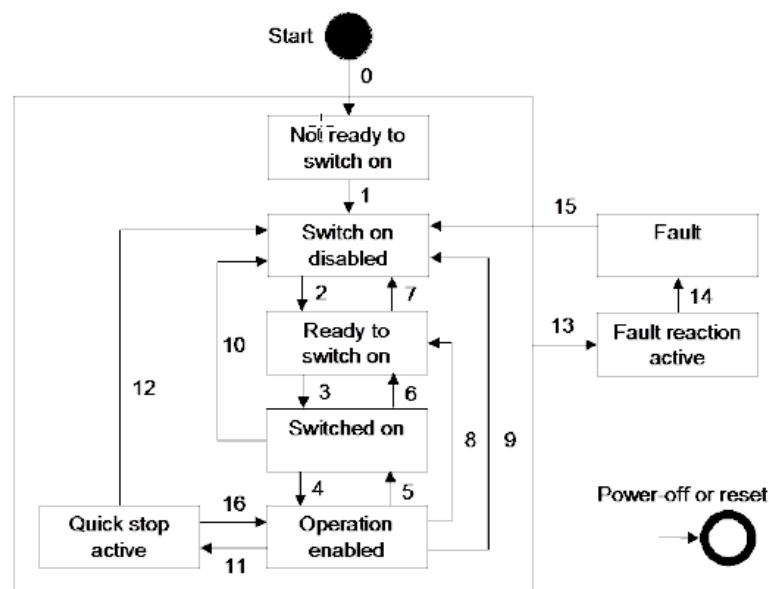 Start
0
Not ready to
switch on
1
Switch on
disabled
15
Fault
2
7
14
10
Ready to
switch on
13
Fault reaction
active
12
3
6
Switched on
8
9
4
5
16
Quick stop
active
11
Operation
enabled
Power-off or reset